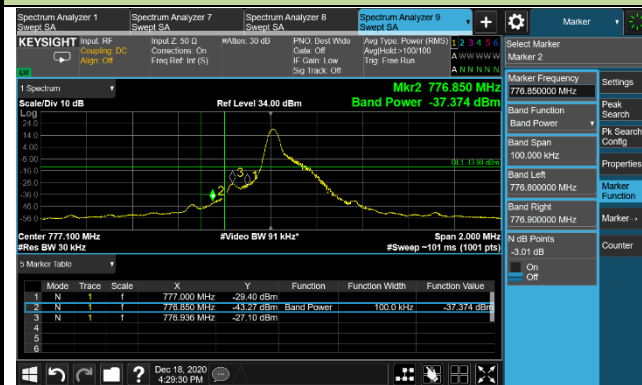 Spectrum Analyzer 1
Swept SA
Spectrum Analyzer 7
Swept SA
Spectrum Analyzer 8
Swept SA
Spectrum Analyzer 9
Swept SA
Marker
KEYSIGHT
Input: RF
Coupling: DC
Align: Off
Input Z: 50 Ω
Corrections: On
Freq Ref: Int (S)
#Atten: 30 dB
PNO: Best Wide
Gate: Off
IF Gain: Low
Sig Track: Off
Avg Type: Power (RMS)
Avg|Hold:>100/100
Trig: Free Run
1 2 3 4 5 6
A W W W W W
A N N N N N
Select Marker
Marker 2
Marker Frequency
776.850000 MHz
Settings
Band Function
Band Power
Peak Search
Pk Search Config
Band Span
100.000 kHz
Properties
Band Left
776.800000 MHz
Marker Function
Band Right
776.900000 MHz
Marker→
N dB Points
-3.01 dB
Counter
On
Off
1 Spectrum
Mkr2 776.850 MHz
Scale/Div 10 dB
Ref Level 34.00 dBm
Band Power -37.374 dBm
Log
24.0
14.0
4.00
-6.00
-16.0
-26.0
-36.0
-46.0
-56.0
DL1 -13.00 dBm
2
3
1
Center 777.100 MHz
#Video BW 91 kHz*
Span 2.000 MHz
#Res BW 30 kHz
#Sweep ~101 ms (1001 pts)
5 Marker Table
Mode Trace Scale X Y Function Function Width Function Value
1 N 1 f 777.000 MHz -29.40 dBm
2 N 1 f 776.850 MHz -43.27 dBm Band Power 100.0 kHz -37.374 dBm
3 N 1 f 776.936 MHz -27.10 dBm
4
5
6
Dec 18, 2020
4:29:30 PM